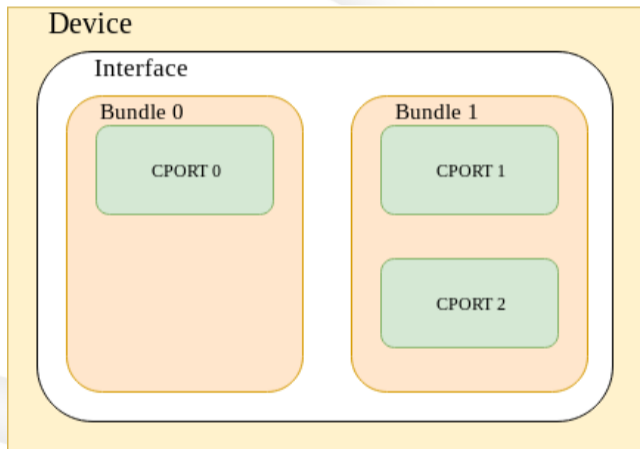 Device
Interface
Bundle 0
CPORT 0
Bundle 1
CPORT 1
CPORT 2